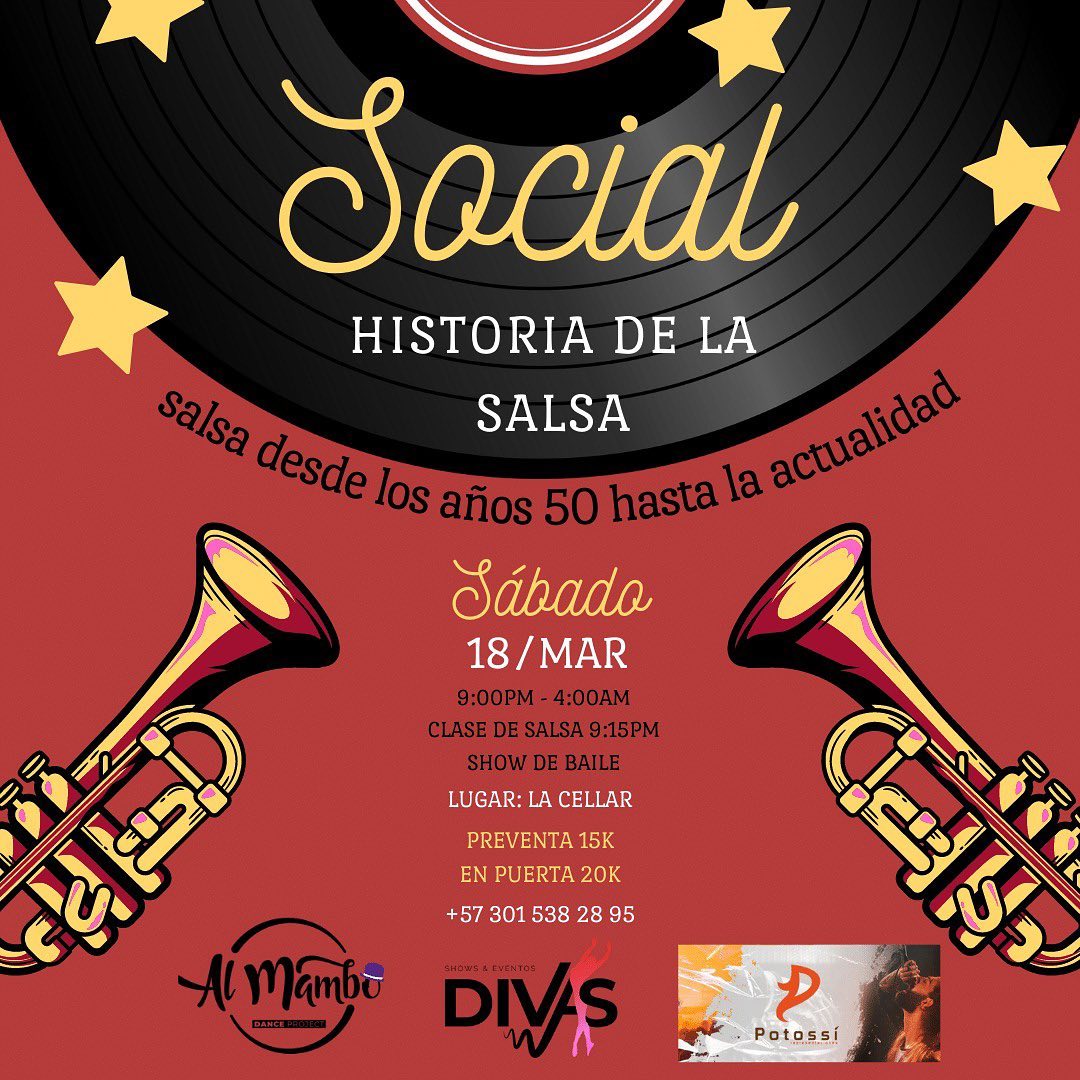 Social
HISTORIA DE LA
SALSA
salsa desde los años 50 hasta la actualidad
Sábado
18/MAR
9:00PM - 4:00AM
CLASE DE SALSA 9:15PM
SHOW DE BAILE
LUGAR: LA CELLAR
PREVENTA 15K
EN PUERTA 20K
+57 301 538 28 95
Al Mambo
DANCE PROJECT
SHOWS & EVENTOS
DIVAS
Potossí